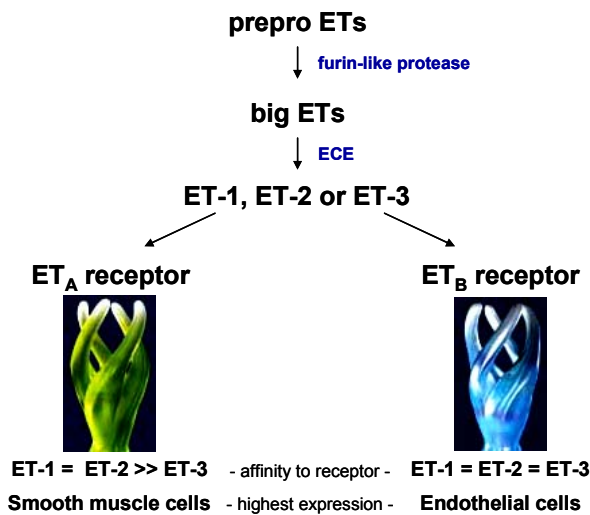 prepro ETs
furin-like protease
big ETs
ECE
ET-1, ET-2 or ET-3
ETA receptor
ETB receptor
ET-1 = ET-2 >> ET-3 - affinity to receptor - ET-1 = ET-2 = ET-3
Smooth muscle cells - highest expression - Endothelial cells